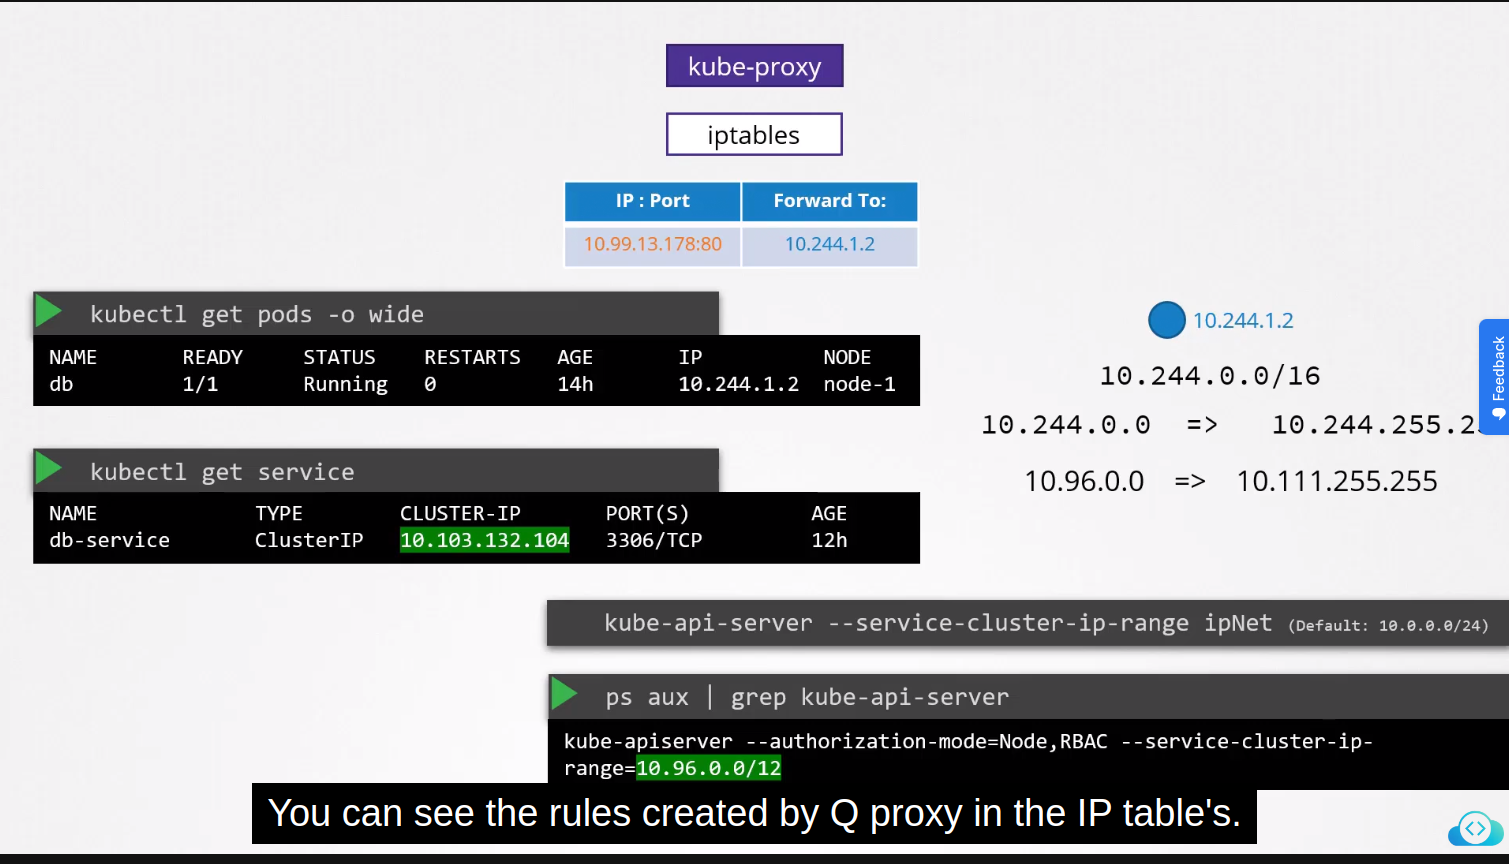 kube-proxy
iptables
IP : Port Forward To:
10.99.13.178:80 10.244.1.2
kubectl get pods -o wide
NAME READY STATUS RESTARTS AGE IP NODE
db 1/1 Running 0 14h 10.244.1.2 node-1
10.244.1.2
10.244.0.0/16
10.244.0.0 => 10.244.255.2
10.96.0.0 => 10.111.255.255
Feedback
kubectl get service
NAME TYPE CLUSTER-IP PORT(S) AGE
db-service ClusterIP 10.103.132.104 3306/TCP 12h
kube-api-server --service-cluster-ip-range ipNet (Default: 10.0.0.0/24)
ps aux | grep kube-api-server
kube-apiserver --authorization-mode=Node,RBAC --service-cluster-ip-
range=10.96.0.0/12
You can see the rules created by Q proxy in the IP table's.